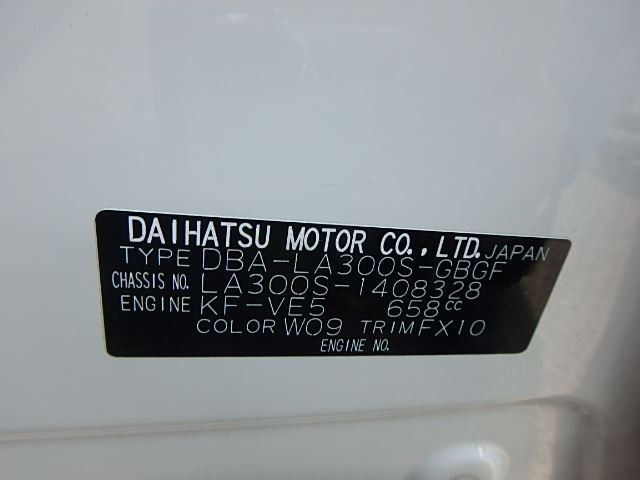 DAIHATSU MOTOR CO., LTD. JAPAN
TYPE DBA-LA300S-GBGF
CHASSIS NO. LA300S-1408328
ENGINE KF-VE5 658cc
COLOR W09 TRIM FX10
ENGINE NO.